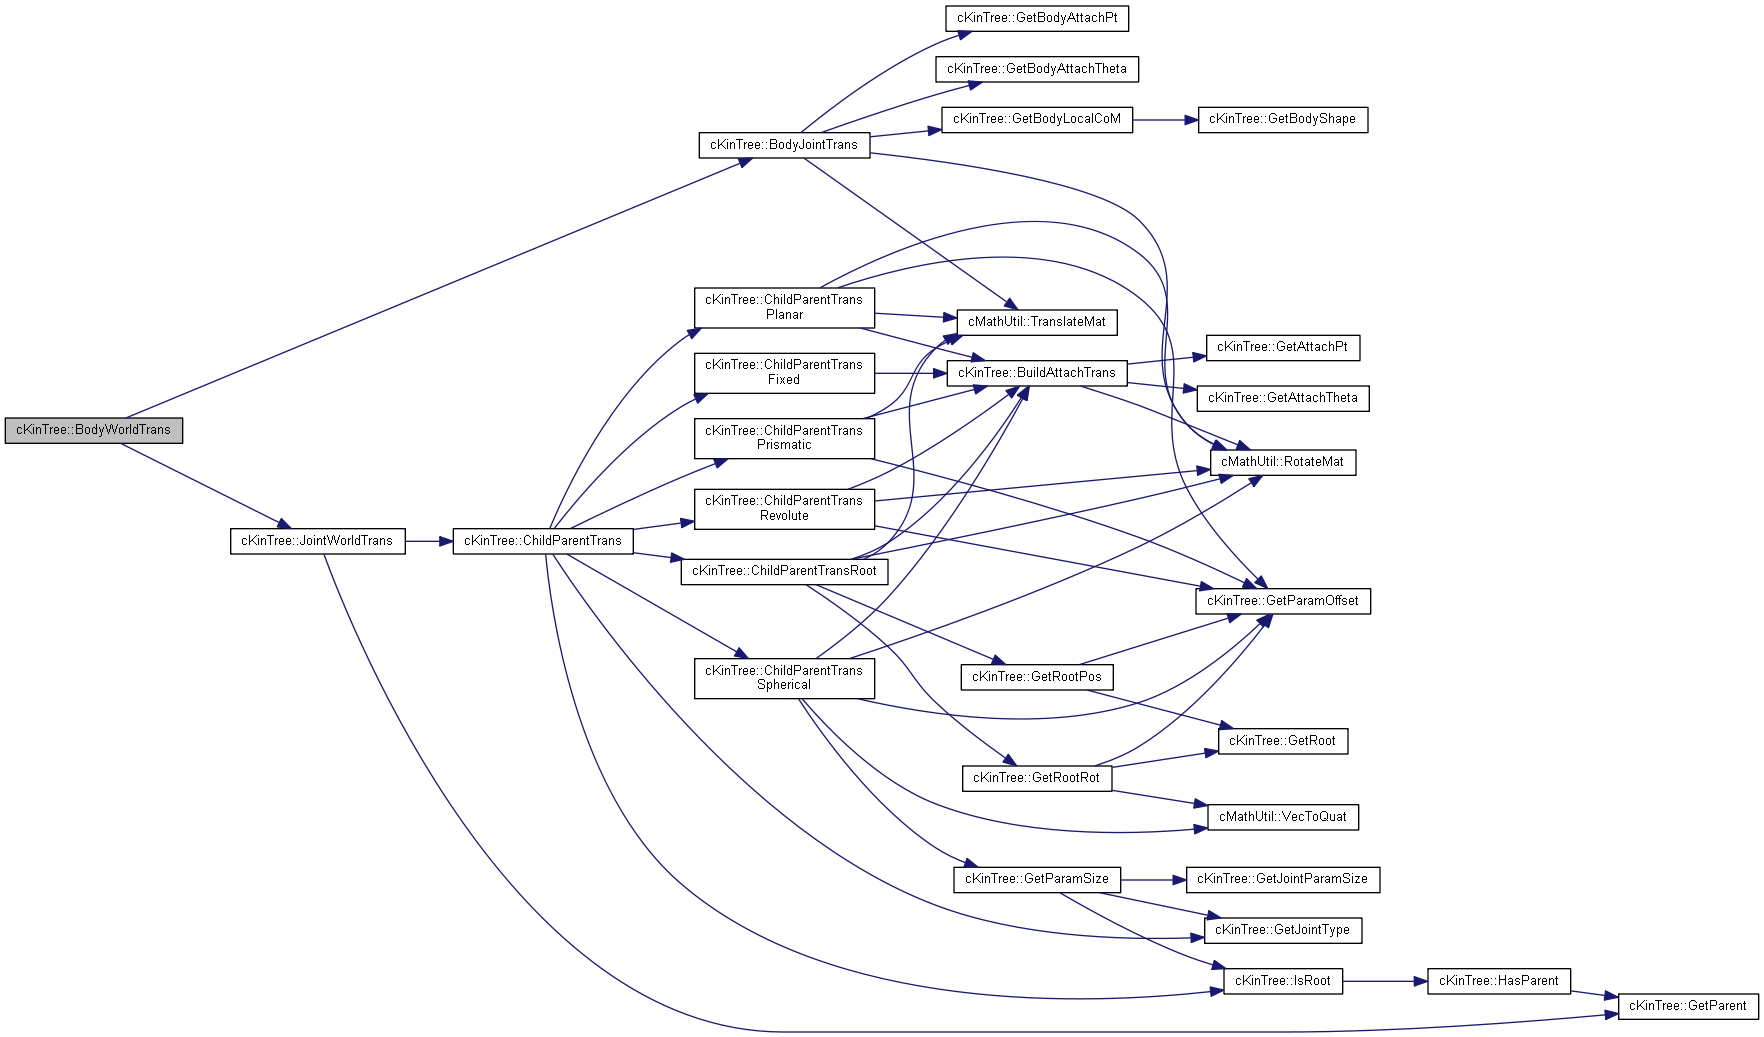 cKinTree::BodyWorldTrans
cKinTree::JointWorldTrans
cKinTree::ChildParentTrans
cKinTree::BodyJointTrans
cKinTree::ChildParentTrans
Planar
cKinTree::ChildParentTrans
Fixed
cKinTree::ChildParentTrans
Prismatic
cKinTree::ChildParentTrans
Revolute
cKinTree::ChildParentTransRoot
cKinTree::ChildParentTrans
Spherical
cKinTree::GetBodyAttachPt
cKinTree::GetBodyAttachTheta
cKinTree::GetBodyLocalCoM
cMathUtil::TranslateMat
cKinTree::BuildAttachTrans
cKinTree::GetRootPos
cKinTree::GetRootRot
cKinTree::GetParamSize
cKinTree::GetBodyShape
cKinTree::GetAttachPt
cKinTree::GetAttachTheta
cMathUtil::RotateMat
cKinTree::GetParamOffset
cKinTree::GetRoot
cMathUtil::VecToQuat
cKinTree::GetJointParamSize
cKinTree::GetJointType
cKinTree::IsRoot
cKinTree::HasParent
cKinTree::GetParent